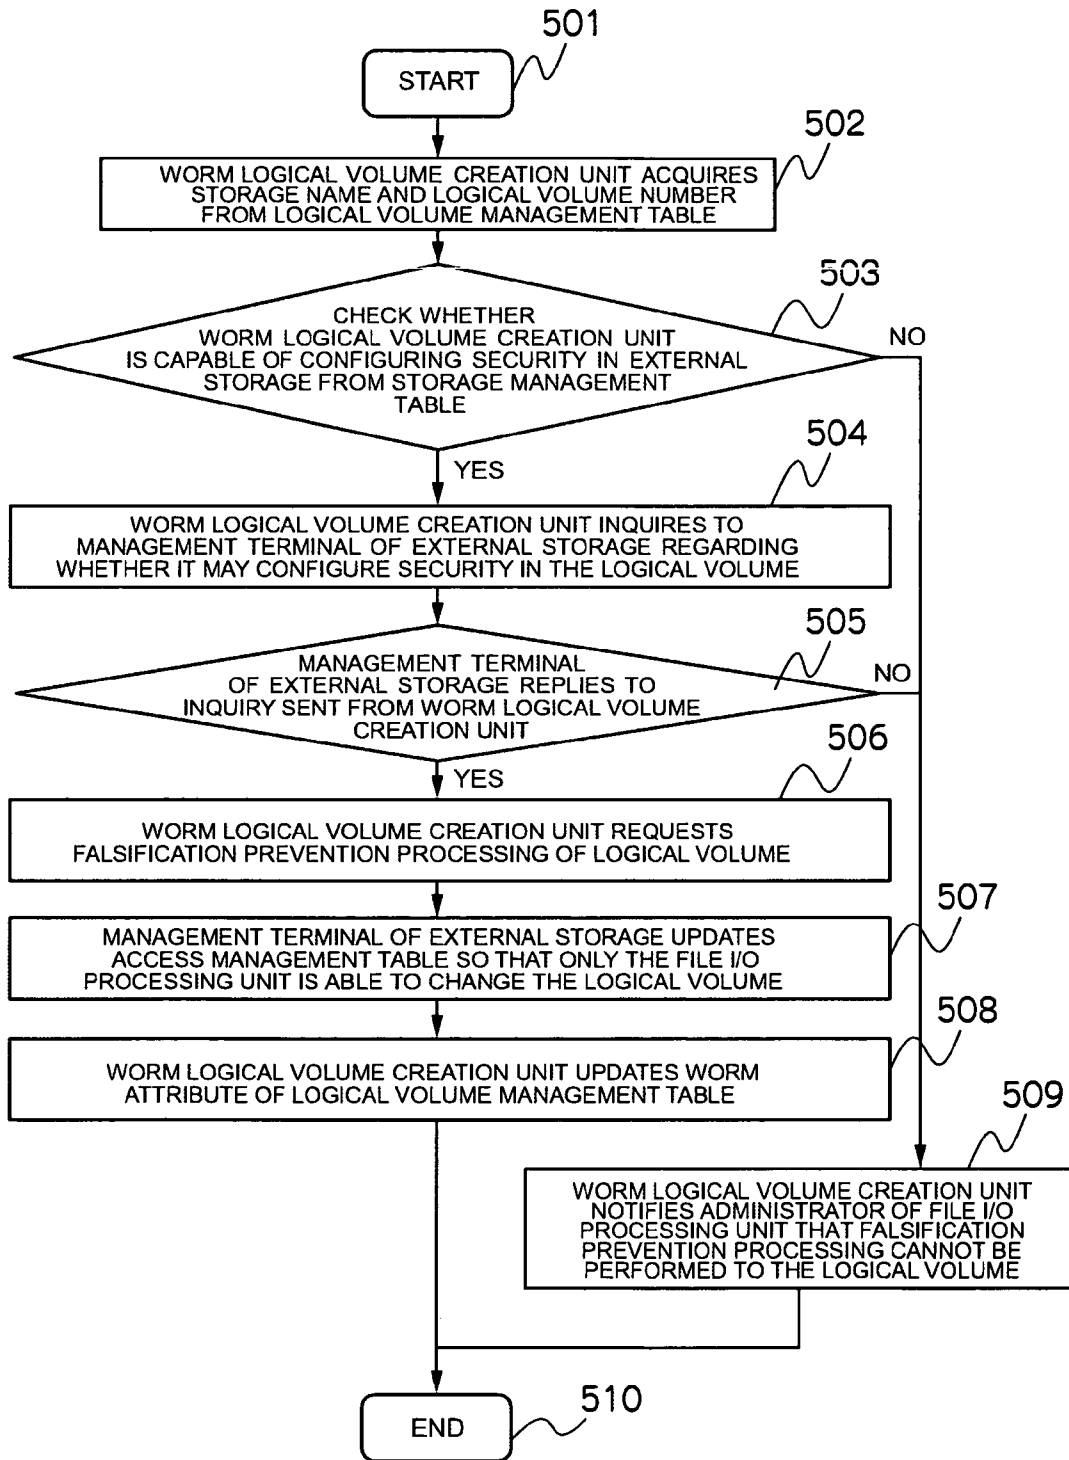 501
START
502
WORM LOGICAL VOLUME CREATION UNIT ACQUIRES
STORAGE NAME AND LOGICAL VOLUME NUMBER
FROM LOGICAL VOLUME MANAGEMENT TABLE
503
CHECK WHETHER
WORM LOGICAL VOLUME CREATION UNIT
IS CAPABLE OF CONFIGURING SECURITY IN EXTERNAL
STORAGE FROM STORAGE MANAGEMENT
TABLE
NO
YES
504
WORM LOGICAL VOLUME CREATION UNIT INQUIRES TO
MANAGEMENT TERMINAL OF EXTERNAL STORAGE REGARDING
WHETHER IT MAY CONFIGURE SECURITY IN THE LOGICAL VOLUME
505
MANAGEMENT TERMINAL
OF EXTERNAL STORAGE REPLIES TO
INQUIRY SENT FROM WORM LOGICAL VOLUME
CREATION UNIT
NO
YES
506
WORM LOGICAL VOLUME CREATION UNIT REQUESTS
FALSIFICATION PREVENTION PROCESSING OF LOGICAL VOLUME
507
MANAGEMENT TERMINAL OF EXTERNAL STORAGE UPDATES
ACCESS MANAGEMENT TABLE SO THAT ONLY THE FILE I/O
PROCESSING UNIT IS ABLE TO CHANGE THE LOGICAL VOLUME
508
WORM LOGICAL VOLUME CREATION UNIT UPDATES WORM
ATTRIBUTE OF LOGICAL VOLUME MANAGEMENT TABLE
509
WORM LOGICAL VOLUME CREATION UNIT
NOTIFIES ADMINISTRATOR OF FILE I/O
PROCESSING UNIT THAT FALSIFICATION
PREVENTION PROCESSING CANNOT BE
PERFORMED TO THE LOGICAL VOLUME
END
510